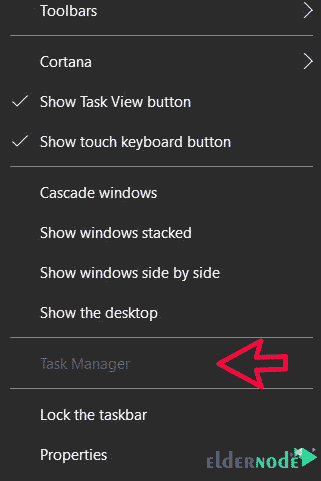 Toolbars
Cortana
Show Task View button
Show touch keyboard button
Cascade windows
Show windows stacked
Show windows side by side
Show the desktop
Task Manager
Lock the taskbar
Properties
elderNode